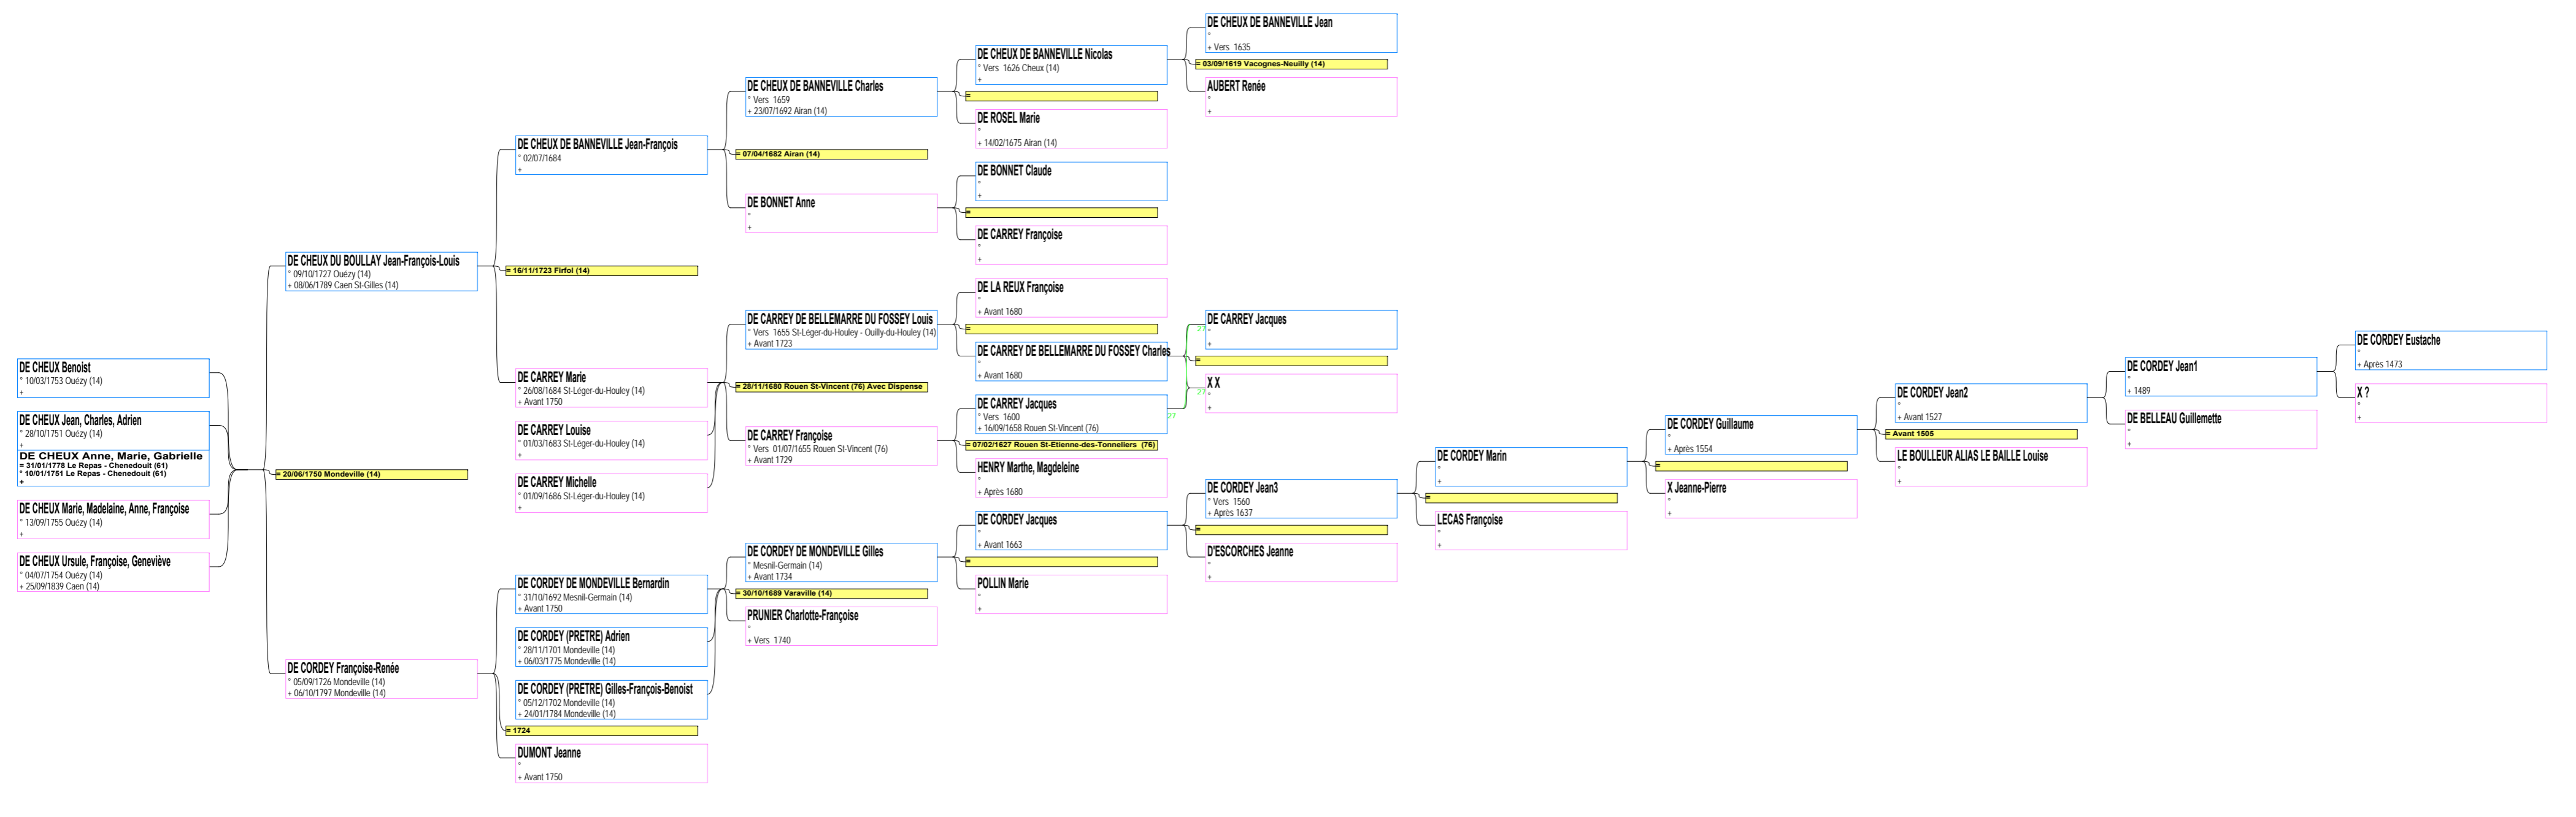 DE CHEUX Benoist
° 10/03/1753 Ouézy (14)
+
DE CHEUX Jean, Charles, Adrien
° 28/10/1751 Ouézy (14)
+
DE CHEUX Anne, Marie, Gabrielle
= 31/01/1778 Le Repas - Chenedouit (61)
° 10/01/1751 Le Repas - Chenedouit (61)
+
DE CHEUX Marie, Madelaine, Anne, Françoise
° 13/09/1755 Ouézy (14)
+
DE CHEUX Ursule, Françoise, Geneviève
° 04/07/1754 Ouézy (14)
+ 25/09/1839 Caen (14)
DE CHEUX DU BOULLAY Jean-François-Louis
° 09/10/1727 Ouézy (14)
+ 08/06/1789 Caen St-Gilles (14)
= 20/06/1750 Mondeville (14)
DE CORDEY Françoise-Renée
° 05/09/1726 Mondeville (14)
+ 06/10/1797 Mondeville (14)
DE CHEUX DE BANNEVILLE Jean-François
° 02/07/1684
+
= 16/11/1723 Firfol (14)
DE CARREY Marie
° 26/08/1684 St-Léger-du-Houley (14)
+ Avant 1750
DE CARREY Louise
° 01/03/1683 St-Léger-du-Houley (14)
+
DE CARREY Michelle
° 01/09/1686 St-Léger-du-Houley (14)
+
DE CORDEY DE MONDEVILLE Bernardin
° 31/10/1692 Mesnil-Germain (14)
+ Avant 1750
DE CORDEY (PRETRE) Adrien
° 28/11/1701 Mondeville (14)
+ 06/03/1775 Mondeville (14)
DE CORDEY (PRETRE) Gilles-François-Benoist
° 05/12/1702 Mondeville (14)
+ 24/01/1784 Mondeville (14)
= 1724
DUMONT Jeanne
°
+ Avant 1750
DE CHEUX DE BANNEVILLE Charles
° Vers 1659
+ 23/07/1692 Airan (14)
= 07/04/1682 Airan (14)
DE BONNET Anne
°
+
DE CARREY DE BELLEMARRE DU FOSSEY Louis
° Vers 1655 St-Léger-du-Houley - Ouilly-du-Houley (14)
+ Avant 1723
= 28/11/1680 Rouen St-Vincent (76) Avec Dispense
DE CARREY Françoise
° Vers 01/07/1655 Rouen St-Vincent (76)
+ Avant 1729
DE CORDEY DE MONDEVILLE Gilles
° Mesnil-Germain (14)
+ Avant 1734
= 30/10/1689 Varaville (14)
PRUNIER Charlotte-Françoise
°
+ Vers 1740
DE CHEUX DE BANNEVILLE Nicolas
° Vers 1626 Cheux (14)
+
=
DE ROSEL Marie
°
+ 14/02/1675 Airan (14)
DE BONNET Claude
°
+
=
DE CARREY Françoise
°
+
DE LA REUX Françoise
°
+ Avant 1680
=
DE CARREY DE BELLEMARRE DU FOSSEY Charles
°
+ Avant 1680
DE CARREY Jacques
° Vers 1600
+ 16/09/1658 Rouen St-Vincent (76)
27
= 07/02/1627 Rouen St-Etienne-des-Tonneliers (76)
HENRY Marthe, Magdeleine
°
+ Après 1680
DE CORDEY Jacques
°
+ Avant 1663
=
POLLIN Marie
°
+
DE CHEUX DE BANNEVILLE Jean
°
+ Vers 1635
= 03/09/1619 Vacognes-Neuilly (14)
AUBERT Renée
°
+
DE CARREY Jacques
27
°
+
=
X X
27
°
+
DE CORDEY Jean3
° Vers 1560
+ Après 1637
=
D'ESCORCHES Jeanne
°
+
DE CORDEY Marin
°
+
=
LECAS Françoise
°
+
DE CORDEY Guillaume
°
+ Après 1554
=
X Jeanne-Pierre
°
+
DE CORDEY Jean2
°
+ Avant 1527
= Avant 1505
LE BOULLEUR ALIAS LE BAILLE Louise
°
+
DE CORDEY Jean1
°
+ 1489
DE BELLEAU Guillemette
°
+
DE CORDEY Eustache
°
+ Après 1473
X ?
°
+